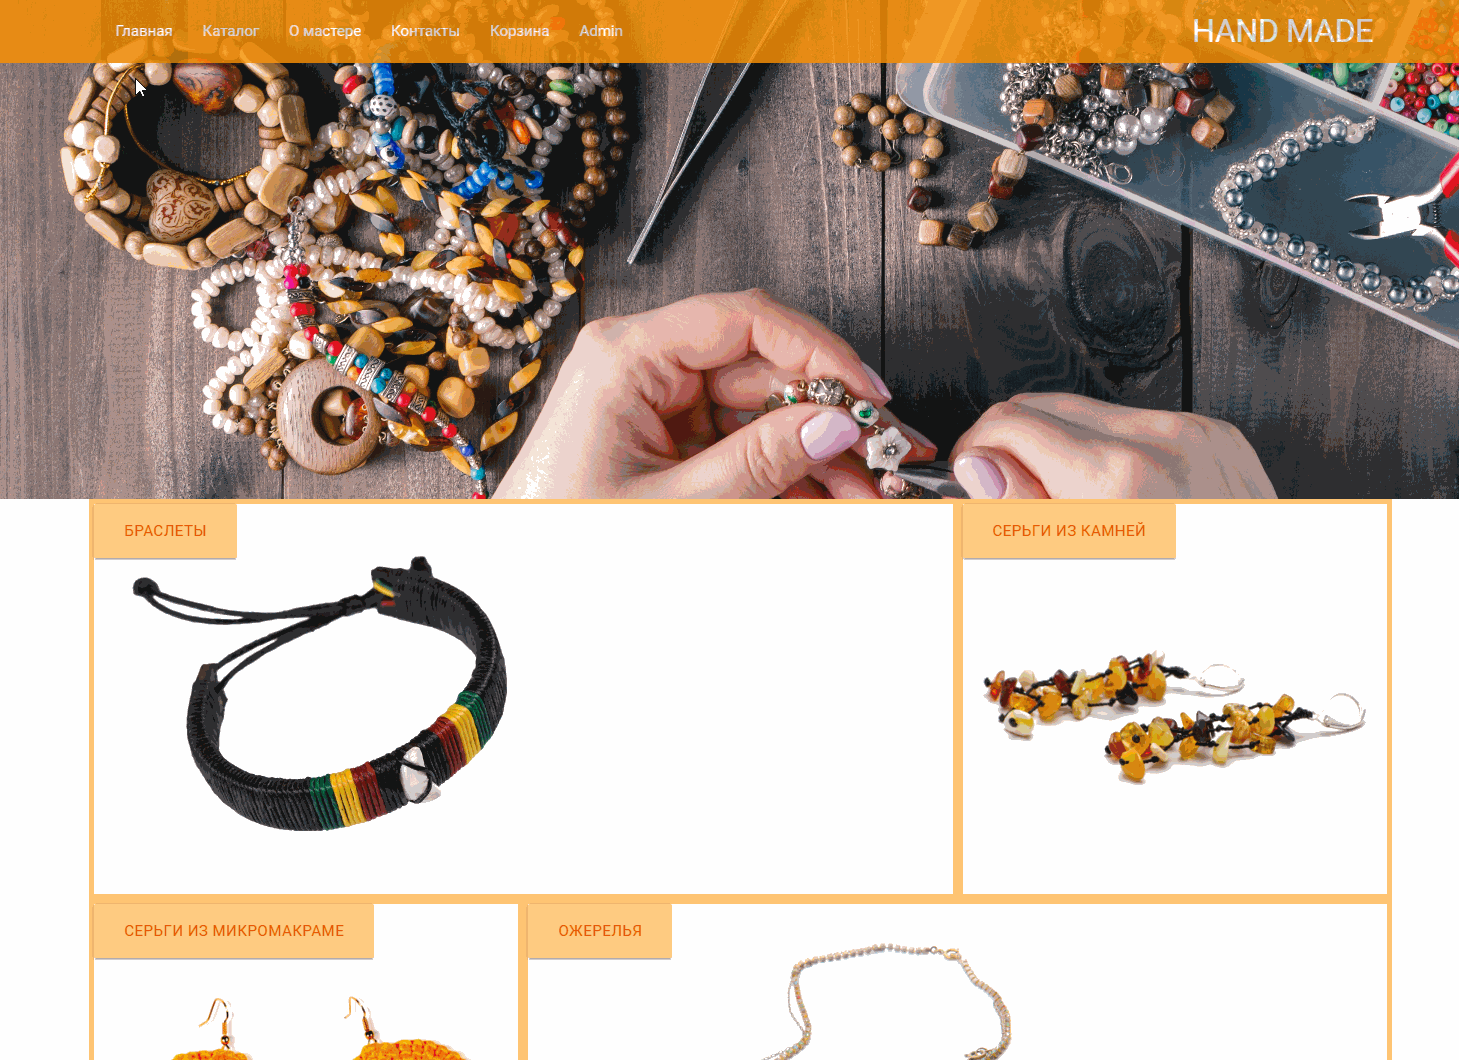 Главная Каталог О мастере Контакты Корзина Admin HAND MADE
БРАСЛЕТЫ
СЕРЬГИ ИЗ КАМНЕЙ
СЕРЬГИ ИЗ МИКРОМАКРАМЕ
ОЖЕРЕЛЬЯ